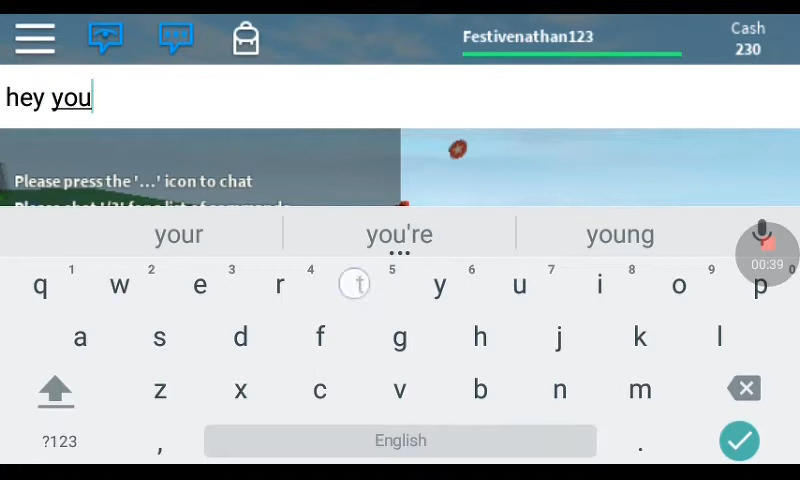 Festivenathan123
Cash
230
hey you
Please press the '...' icon to chat
your you're young
00:39
1 2 3 4 5 6 7 8 9 0
q w e r t y u i o p
a s d f g h j k l
z x c v b n m
?123 , English .